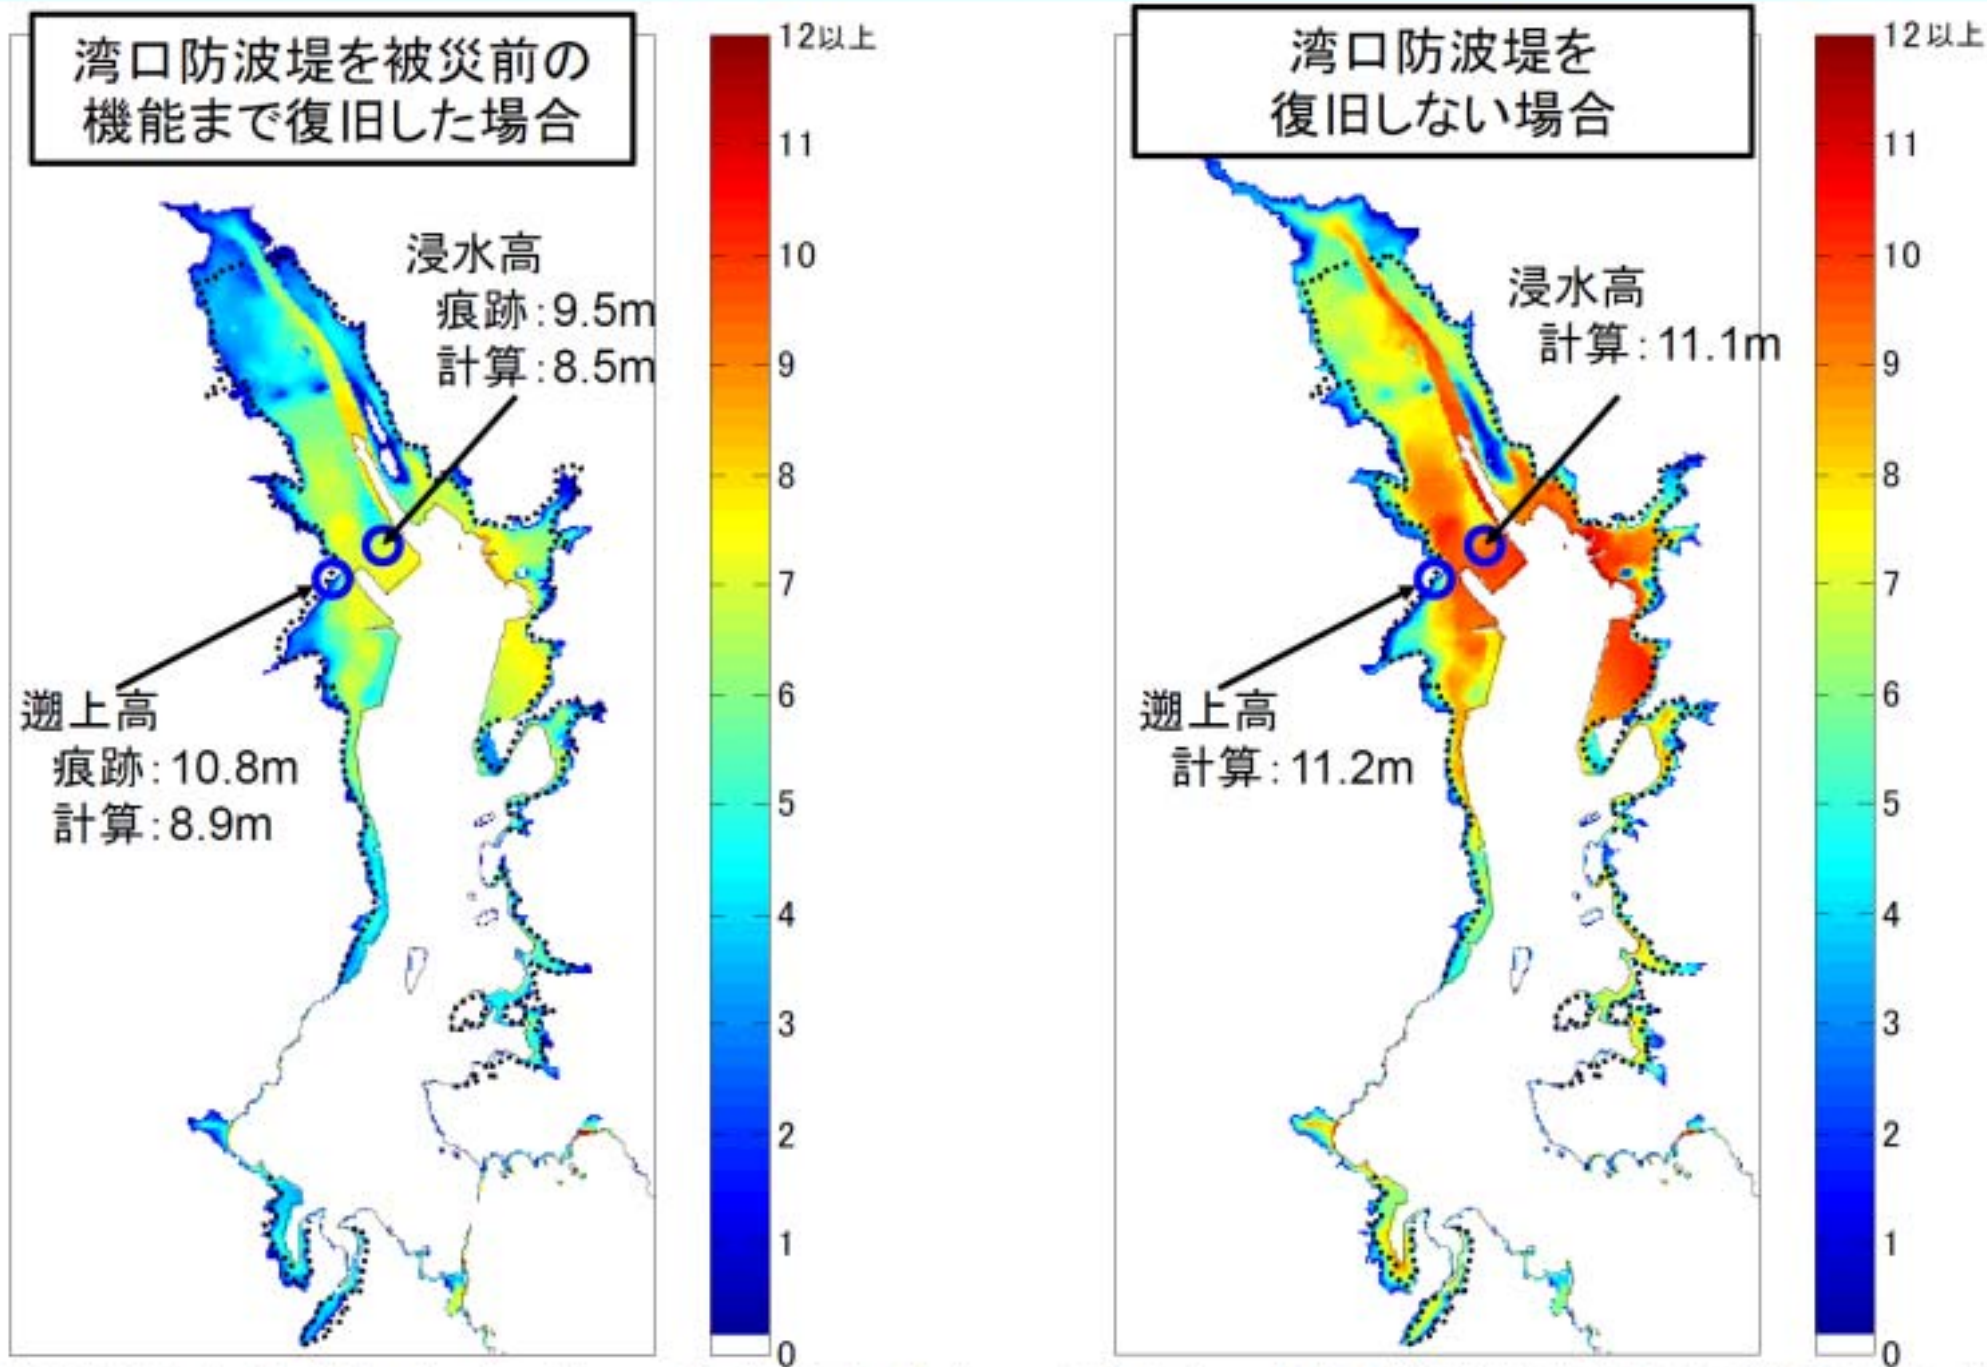 湾口防波堤を被災前の
機能まで復旧した場合
浸水高
痕跡：9.5m
計算：8.5m
遡上高
痕跡：10.8m
計算：8.9m
12以上
11
10
9
8
7
6
5
4
3
2
1
0
湾口防波堤を
復旧しない場合
浸水高
計算：11.1m
遡上高
計算：11.2m
12以上
11
10
9
8
7
6
5
4
3
2
1
0